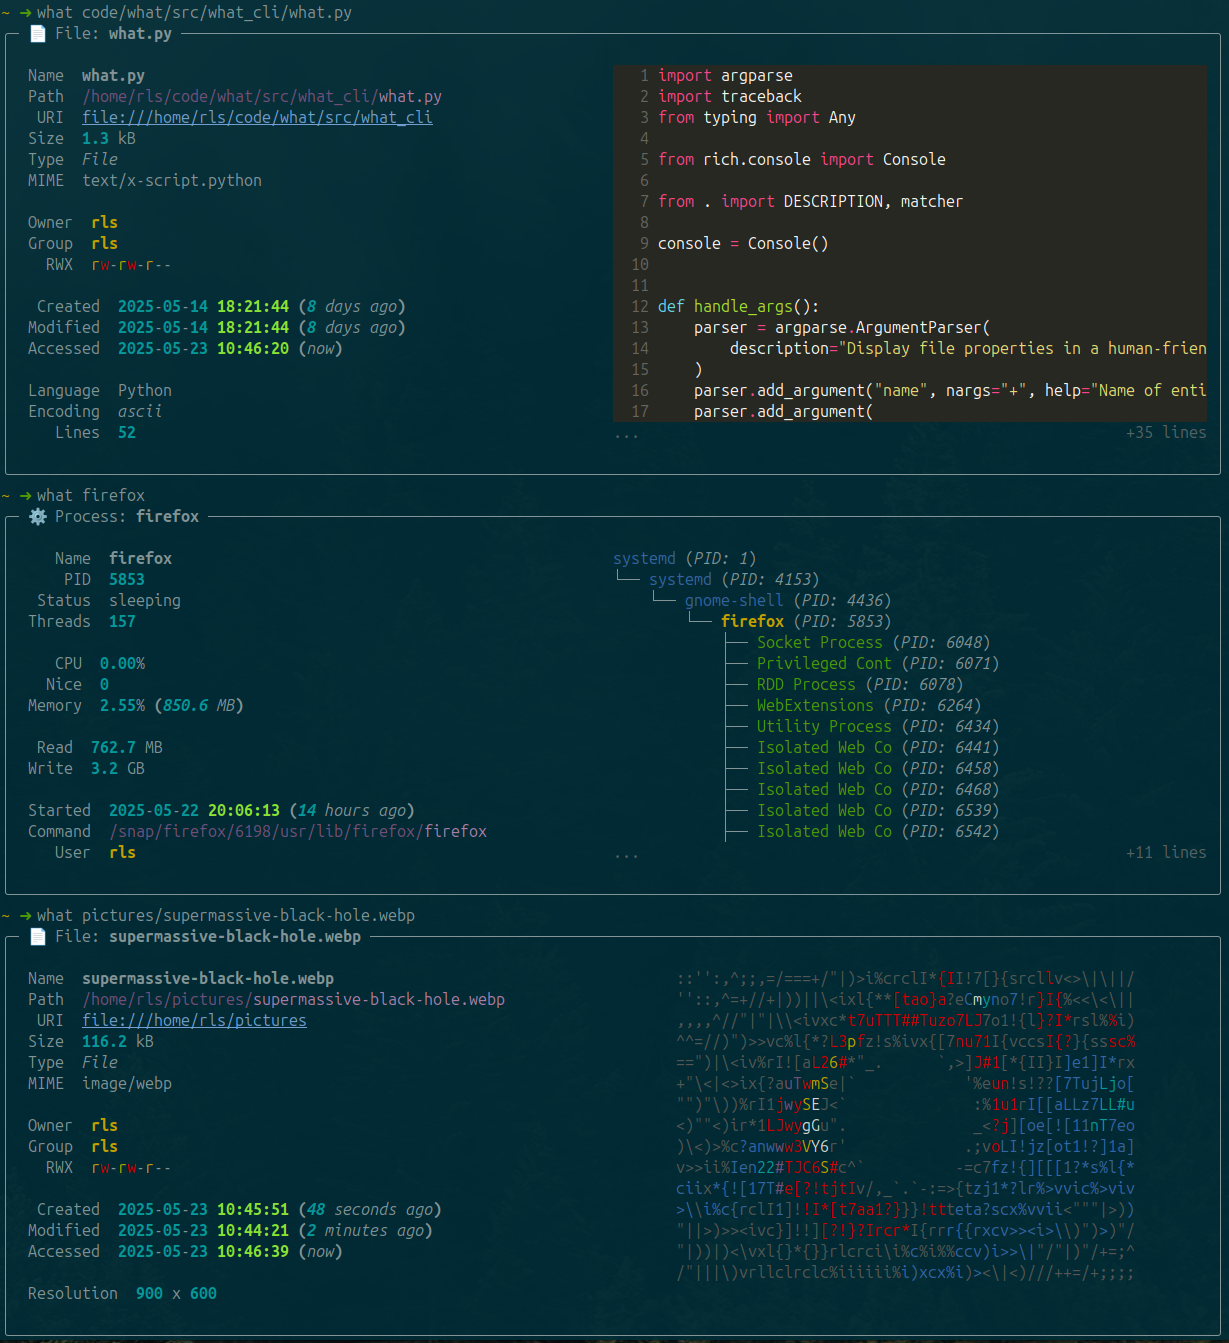 ~ ➜ what code/what/src/what_cli/what.py
📄 File: what.py
Name what.py
Path /home/rls/code/what/src/what_cli/what.py
URI file:///home/rls/code/what/src/what_cli
Size 1.3 kB
Type File
MIME text/x-script.python
Owner rls
Group rls
RWX rw-rw-r--
Created 2025-05-14 18:21:44 (8 days ago)
Modified 2025-05-14 18:21:44 (8 days ago)
Accessed 2025-05-23 10:46:20 (now)
Language Python
Encoding ascii
Lines 52
1 import argparse
2 import traceback
3 from typing import Any
4
5 from rich.console import Console
6
7 from . import DESCRIPTION, matcher
8
9 console = Console()
10
11
12 def handle_args():
13     parser = argparse.ArgumentParser(
14         description="Display file properties in a human-frien
15     )
16     parser.add_argument("name", nargs="+", help="Name of enti
17     parser.add_argument(
... +35 lines
~ ➜ what firefox
⚙ Process: firefox
Name firefox
PID 5853
Status sleeping
Threads 157
CPU 0.00%
Nice 0
Memory 2.55% (850.6 MB)
Read 762.7 MB
Write 3.2 GB
Started 2025-05-22 20:06:13 (14 hours ago)
Command /snap/firefox/6198/usr/lib/firefox/firefox
User rls
systemd (PID: 1)
└── systemd (PID: 4153)
└── gnome-shell (PID: 4436)
└── firefox (PID: 5853)
├── Socket Process (PID: 6048)
├── Privileged Cont (PID: 6071)
├── RDD Process (PID: 6078)
├── WebExtensions (PID: 6264)
├── Utility Process (PID: 6434)
├── Isolated Web Co (PID: 6441)
├── Isolated Web Co (PID: 6458)
├── Isolated Web Co (PID: 6468)
├── Isolated Web Co (PID: 6539)
├── Isolated Web Co (PID: 6542)
... +11 lines
~ ➜ what pictures/supermassive-black-hole.webp
📄 File: supermassive-black-hole.webp
Name supermassive-black-hole.webp
Path /home/rls/pictures/supermassive-black-hole.webp
URI file:///home/rls/pictures
Size 116.2 kB
Type File
MIME image/webp
Owner rls
Group rls
RWX rw-rw-r--
Created 2025-05-23 10:45:51 (48 seconds ago)
Modified 2025-05-23 10:44:21 (2 minutes ago)
Accessed 2025-05-23 10:46:39 (now)
Resolution 900 x 600